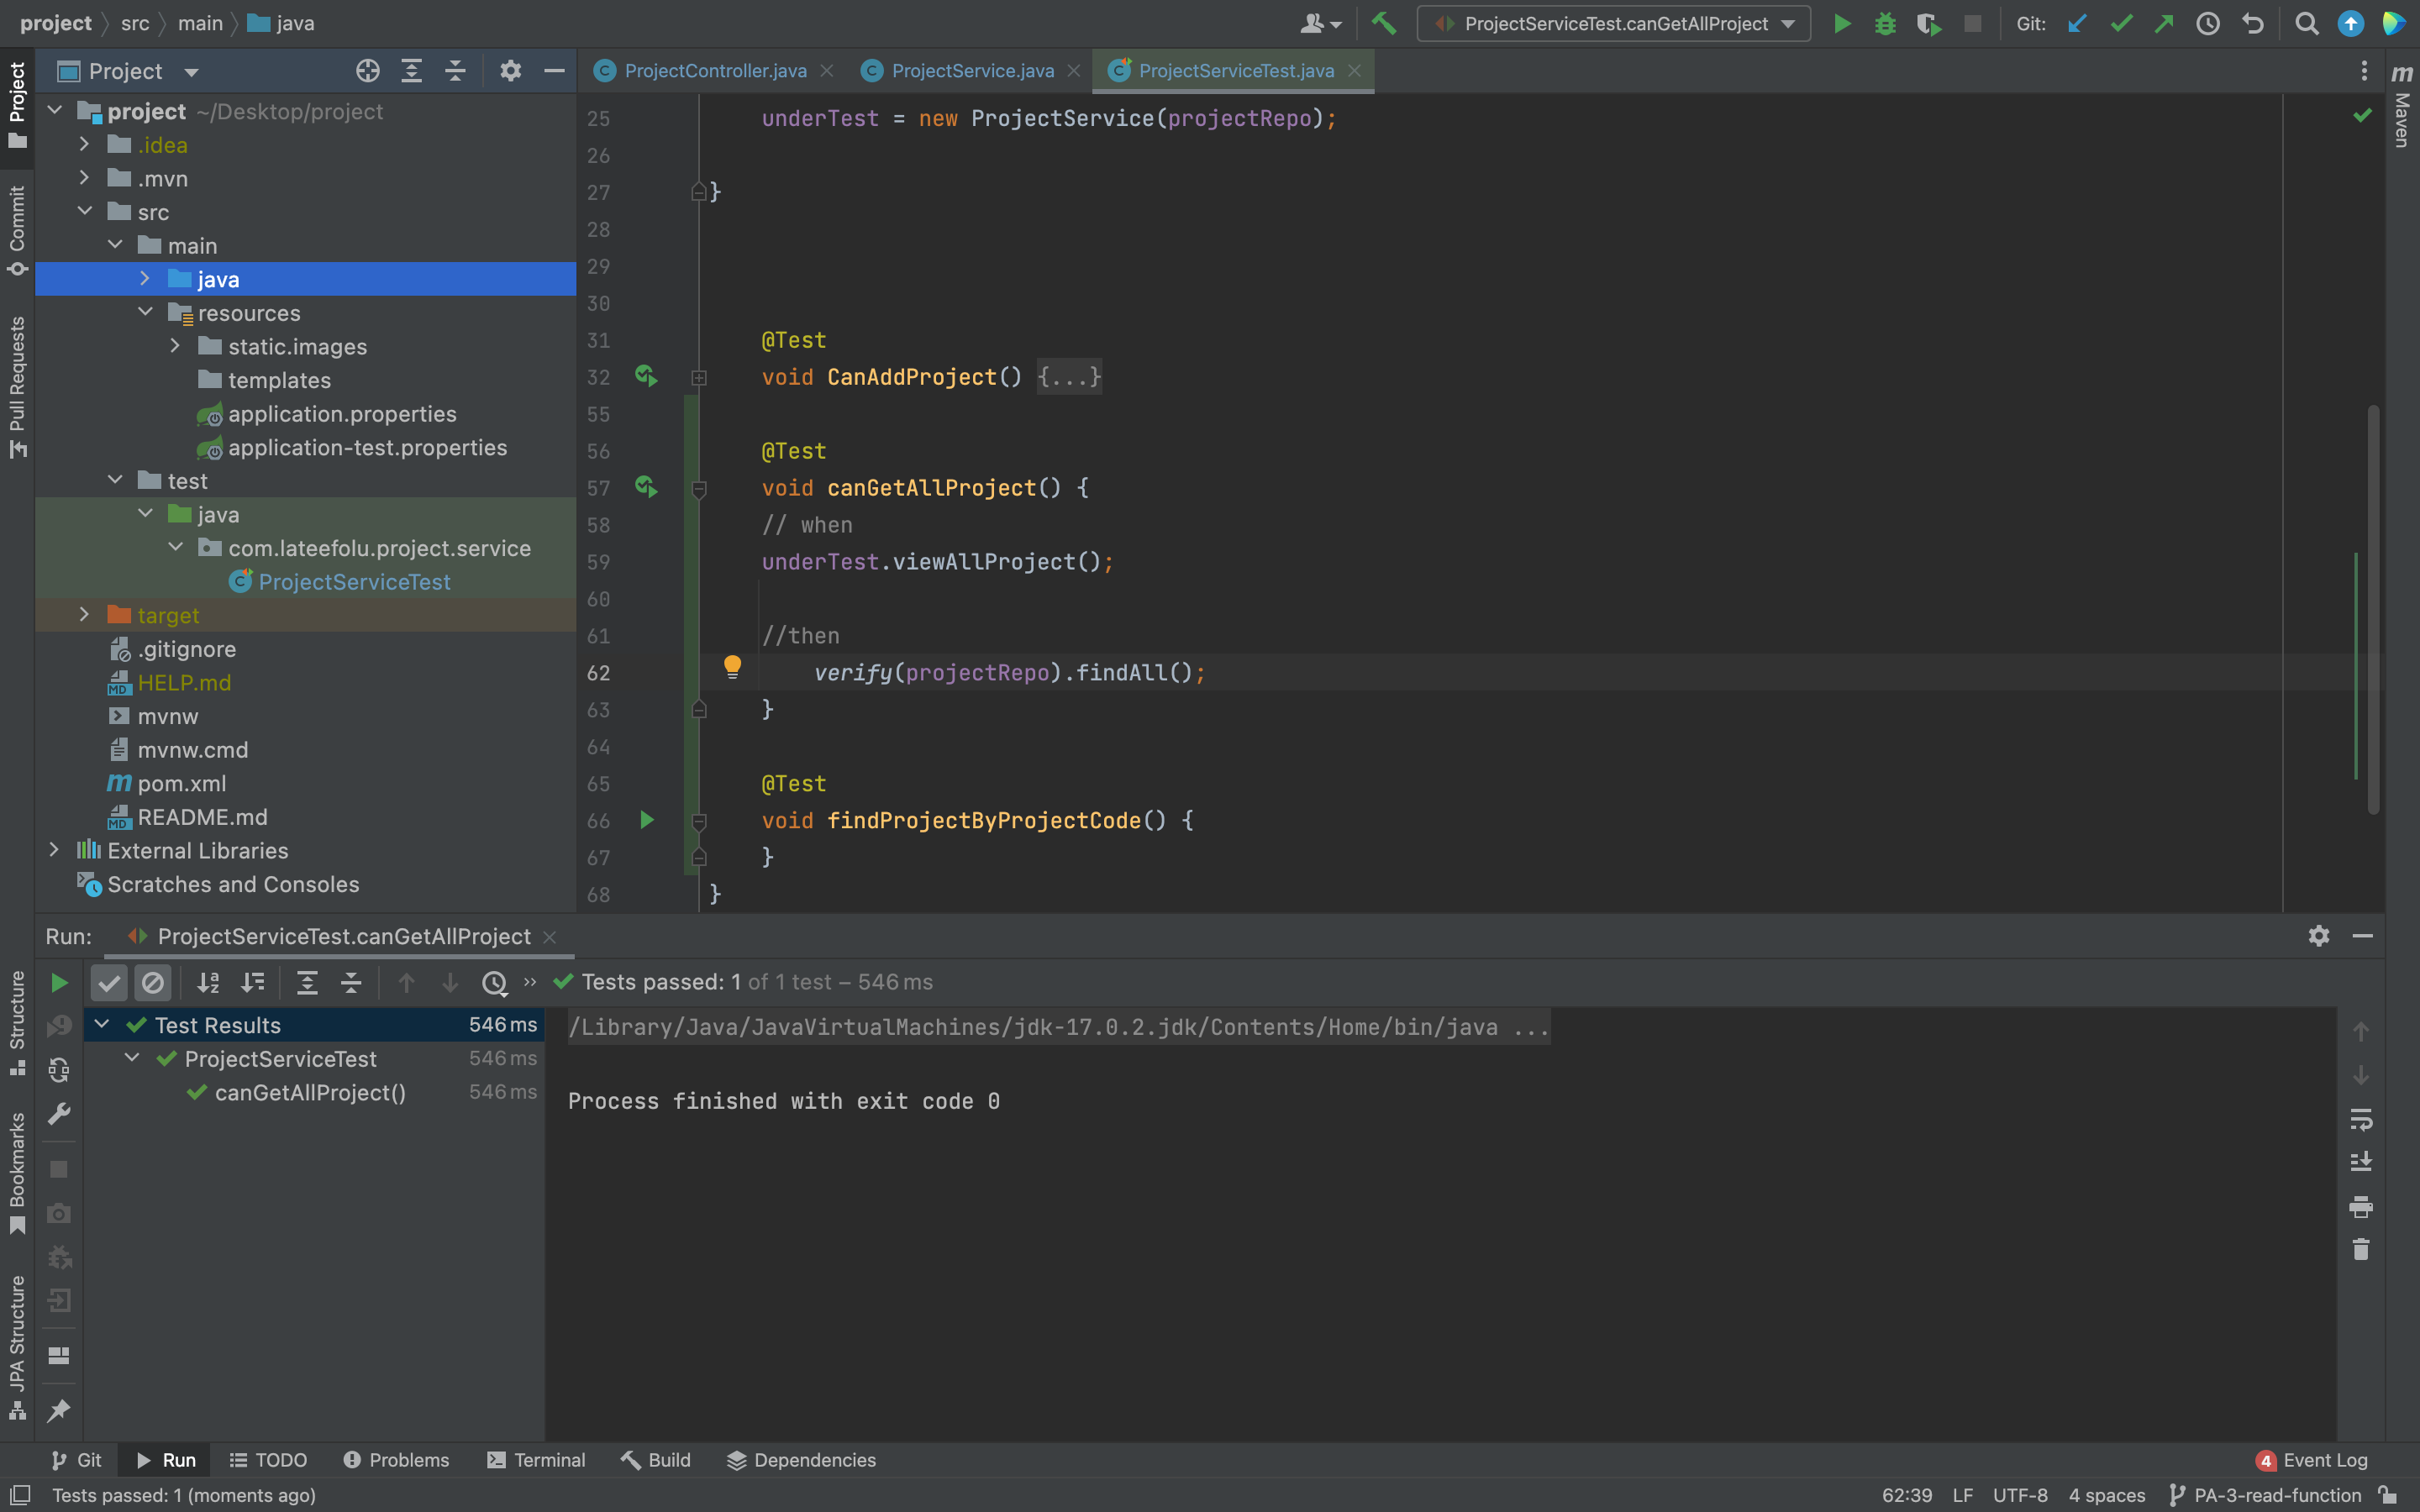 project src main java
ProjectServiceTest.canGetAllProject
Git:
Project
ProjectController.java
ProjectService.java
ProjectServiceTest.java
Project
Commit
Pull Requests
Structure
Bookmarks
JPA Structure
m
Maven
project ~/Desktop/project
.idea
.mvn
src
main
java
resources
static.images
templates
application.properties
application-test.properties
test
java
com.lateefolu.project.service
ProjectServiceTest
target
.gitignore
HELP.md
mvnw
mvnw.cmd
pom.xml
README.md
External Libraries
Scratches and Consoles
25 underTest = new ProjectService(projectRepo);
26
27 }
28
29
30
31 @Test
32 void CanAddProject() {...}
55
56 @Test
57 void canGetAllProject() {
58 // when
59 underTest.viewAllProject();
60
61 //then
62 verify(projectRepo).findAll();
63 }
64
65 @Test
66 void findProjectByProjectCode() {
67 }
68 }
Run: ProjectServiceTest.canGetAllProject
Tests passed: 1 of 1 test – 546 ms
Test Results 546 ms
ProjectServiceTest 546 ms
canGetAllProject() 546 ms
/Library/Java/JavaVirtualMachines/jdk-17.0.2.jdk/Contents/Home/bin/java ...
Process finished with exit code 0
Git Run TODO Problems Terminal Build Dependencies
4 Event Log
Tests passed: 1 (moments ago)
62:39 LF UTF-8 4 spaces PA-3-read-function